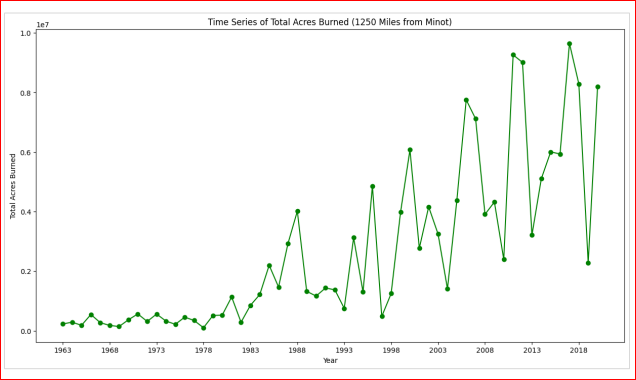 Time Series of Total Acres Burned (1250 Miles from Minot)
1e7
1.0
0.8
0.6
0.4
0.2
0.0
Total Acres Burned
1963 1968 1973 1978 1983 1988 1993 1998 2003 2008 2013 2018
Year